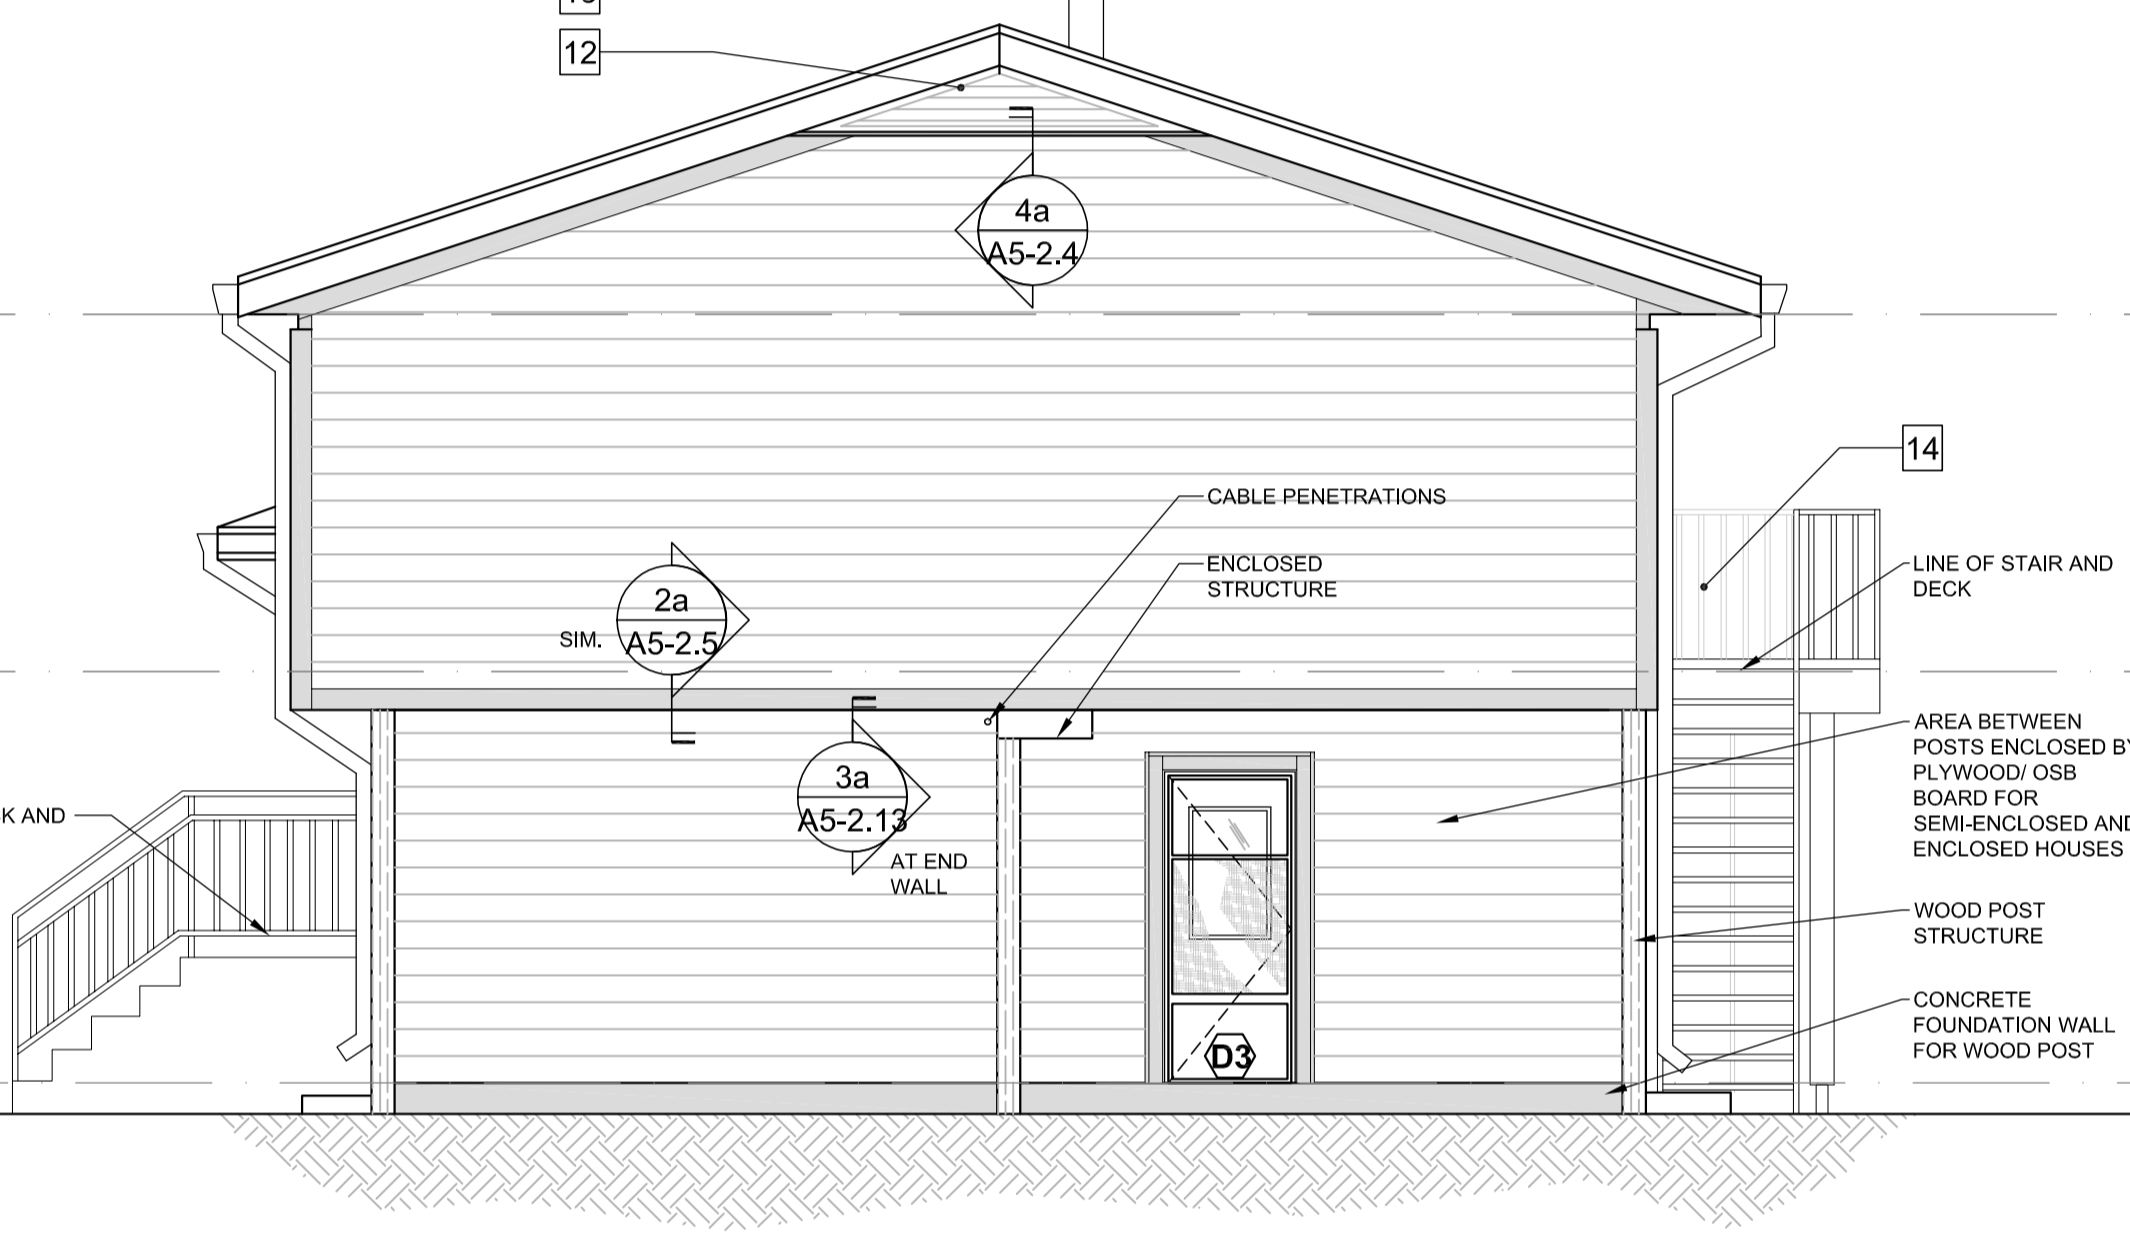 12
4a
A5-2.4
14
CABLE PENETRATIONS
ENCLOSED
STRUCTURE
LINE OF STAIR AND
DECK
2a
SIM.
A5-2.5
AREA BETWEEN
POSTS ENCLOSED BY
PLYWOOD/ OSB
BOARD FOR
SEMI-ENCLOSED AND
ENCLOSED HOUSES
3a
A5-2.13
AT END
WALL
AND
WOOD POST
STRUCTURE
CONCRETE
FOUNDATION WALL
FOR WOOD POST
D3